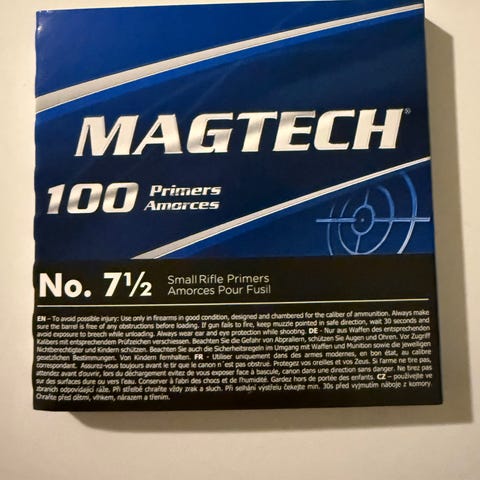 MAGTECH®
100 Primers
Amorces
No. 7½ Small Rifle Primers
Amorces Pour Fusil
EN – To avoid possible injury: Use only in firearms in good condition, designed and chambered for the caliber of ammunition. Always make
sure the barrel is free of any obstructions before loading. If gun fails to fire, keep muzzle pointed in safe direction, wait 30 seconds and
avoid exposure to breech while unloading. Always wear ear and eye protection while shooting. DE - Nur aus Waffen des entsprechenden
Kalibers mit entsprechendem Prüfzeichen verschiessen. Beachten Sie die Gefahr von Abprallern, schützen Sie Augen und Ohren. Vor Zugriff
Nichtberechtigter und Kindern schützen. Beachten Sie auch die Sicherheitsregeln im Umgang mit Waffen und Munition sowie die jeweiligen
gesetzlichen Bestimmungen. Von Kindern fernhalten. FR - Utiliser uniquement dans des armes modernes, en bon état, au calibre
correspondant. Assurez-vous toujours avant le tir que le canon n'est pas obstrué. Protegez vos oreilles et vos yeux. Si l'arme ne tire pas,
attendez avant d'ouvrir, lors du déchargement evitez de vous exposer face à bascule, canon dans une direction sans danger. Ne tirez pas
sur des surfaces dure ou vers l'eau. Conserver à l'abri des chocs et de l'humidité. Gardez hors de portée des enfants. CZ – používejte ve
zbraních odpovídající ráže. Při střelbě chraňte vždy zrak a sluch. Při selhání výstřelu čekejte min. 30s před vyjmutím náboje z komory.
Chraňte před dětmi, vlhkem, nárazem a třením.